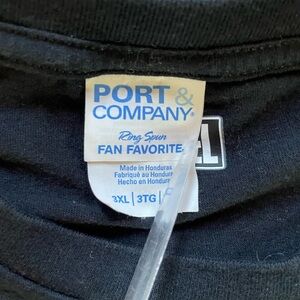 PORT &
COMPANY®
Ring Spun
FAN FAVORITE
Made in Honduras
Fabriqué au Honduras
Hecho en Honduras
3XL | 3TG |